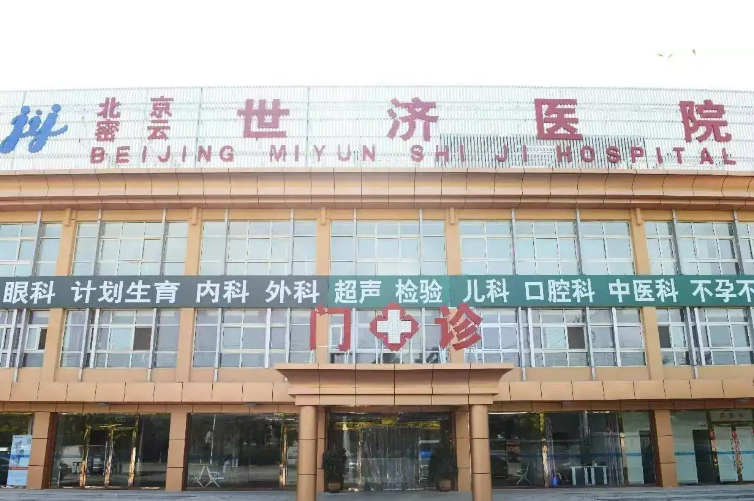 北京
密云
世济医院
BEIJING MIYUN SHI JI HOSPITAL
眼科 计划生育 内科 外科 超声 检验 儿科 口腔科 中医科 不孕不
门诊